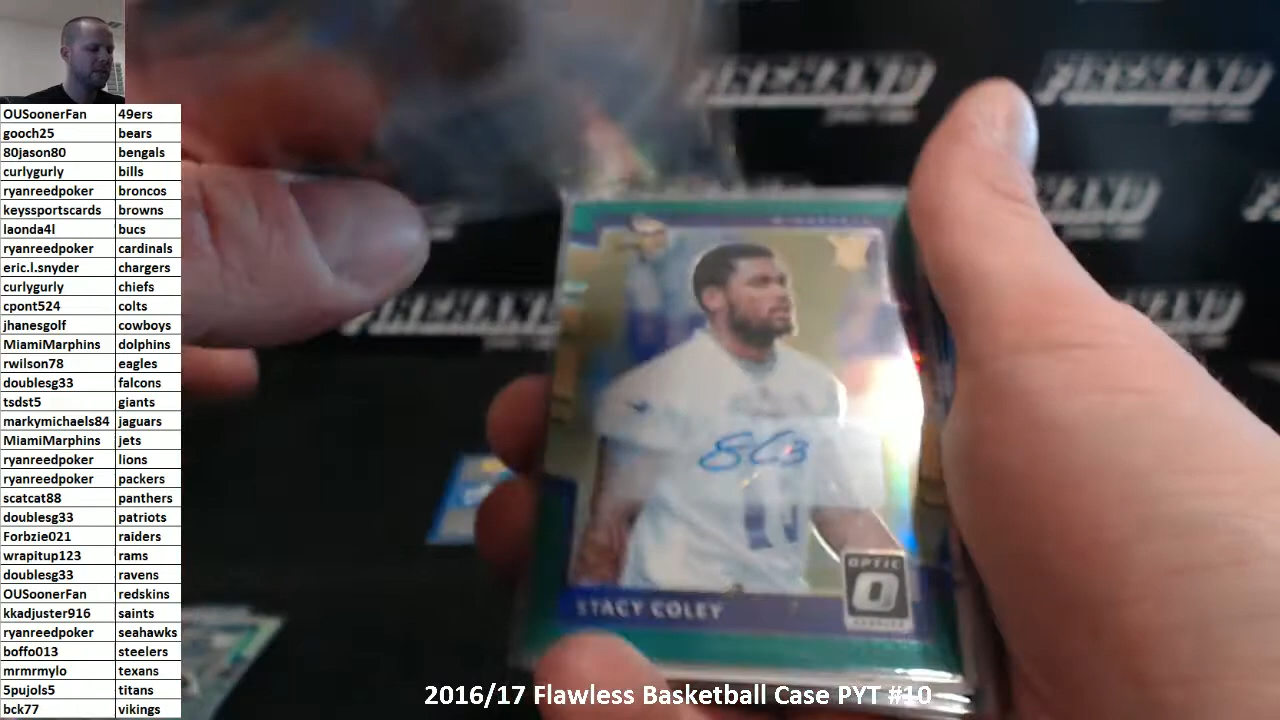 OUSoonerFan 49ers
gooch25 bears
80jason80 bengals
curlygurly bills
ryanreedpoker broncos
keyssportscards browns
laonda4l bucs
ryanreedpoker cardinals
eric.l.snyder chargers
curlygurly chiefs
cpont524 colts
jhanesgolf cowboys
MiamiMarphins dolphins
rwilson78 eagles
doublesg33 falcons
tsdst5 giants
markymichaels84 jaguars
MiamiMarphins jets
ryanreedpoker lions
ryanreedpoker packers
scatcat88 panthers
doublesg33 patriots
Forbzie021 raiders
wrapitup123 rams
doublesg33 ravens
OUSoonerFan redskins
kkadjuster916 saints
ryanreedpoker seahawks
boffo013 steelers
mrmrmylo texans
5pujols5 titans
bck77 vikings
FIREHAND
FIREHAND
FIREHAND
STACY COLEY
OPTIC
2016/17 Flawless Basketball Case PYT #10